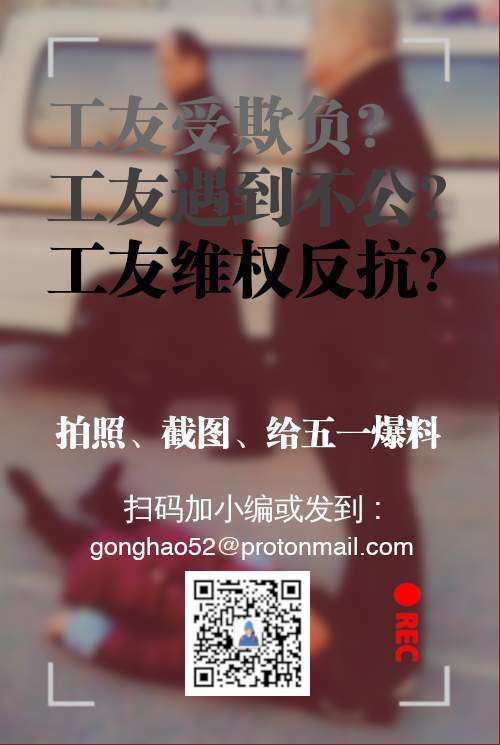 工友受欺负？
工友遇到不公？
工友维权反抗？
拍照、截图、给五一爆料
扫码加小编或发到：
gonghao52@protonmail.com
REC